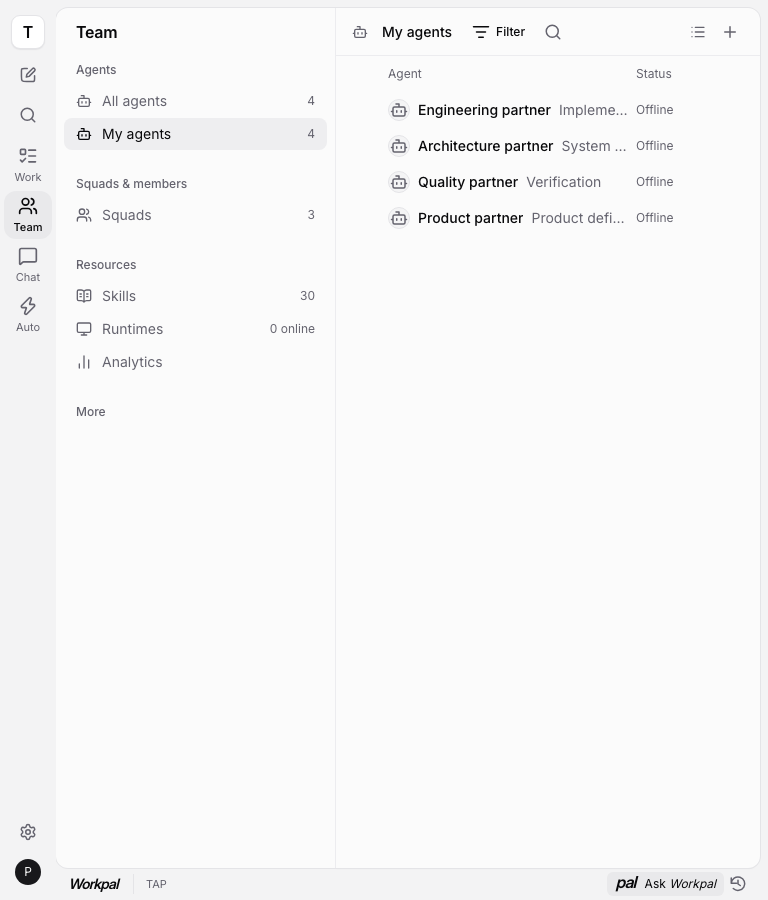 T
Work
Team
Chat
Auto
P
Team
Agents
All agents 4
My agents 4
Squads & members
Squads 3
Resources
Skills 30
Runtimes 0 online
Analytics
More
My agents Filter
Agent Status
Engineering partner Impleme... Offline
Architecture partner System ... Offline
Quality partner Verification Offline
Product partner Product defi... Offline
Workpal TAP
pal Ask Workpal